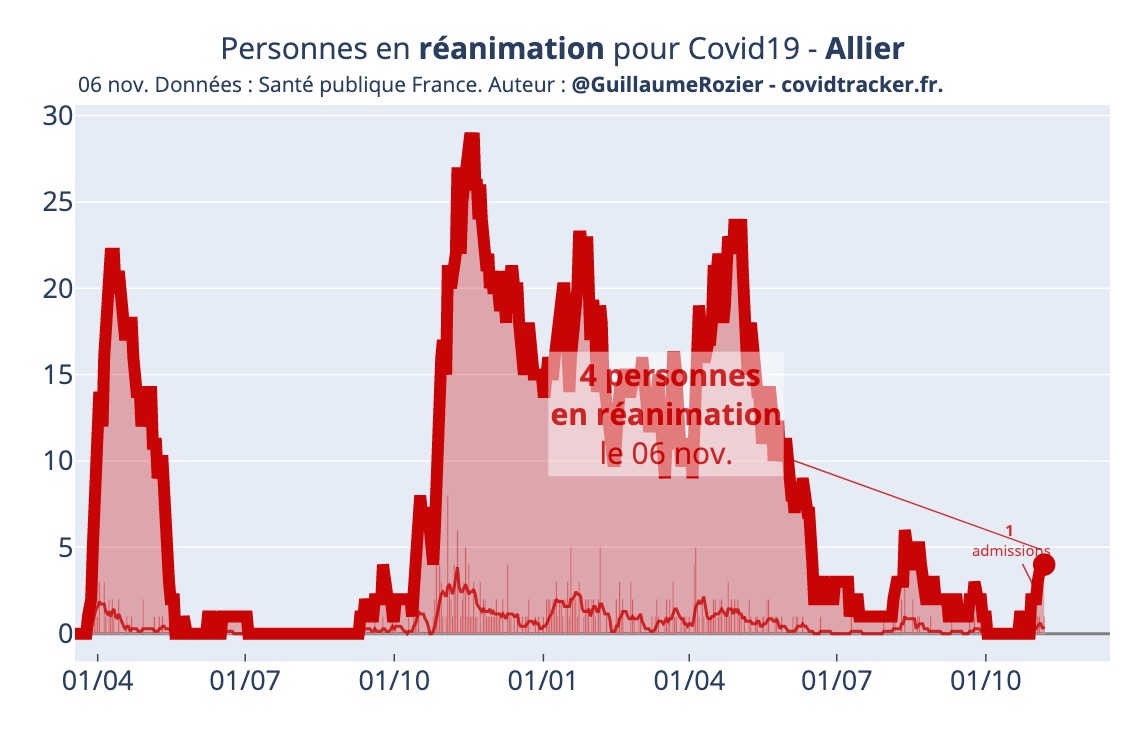 Personnes en réanimation pour Covid19 - Allier
06 nov. Données : Santé publique France. Auteur : @GuillaumeRozier - covidtracker.fr.
30
25
20
15
10
5
0
4 personnes
en réanimation
le 06 nov.
1
admissions
01/04 01/07 01/10 01/01 01/04 01/07 01/10